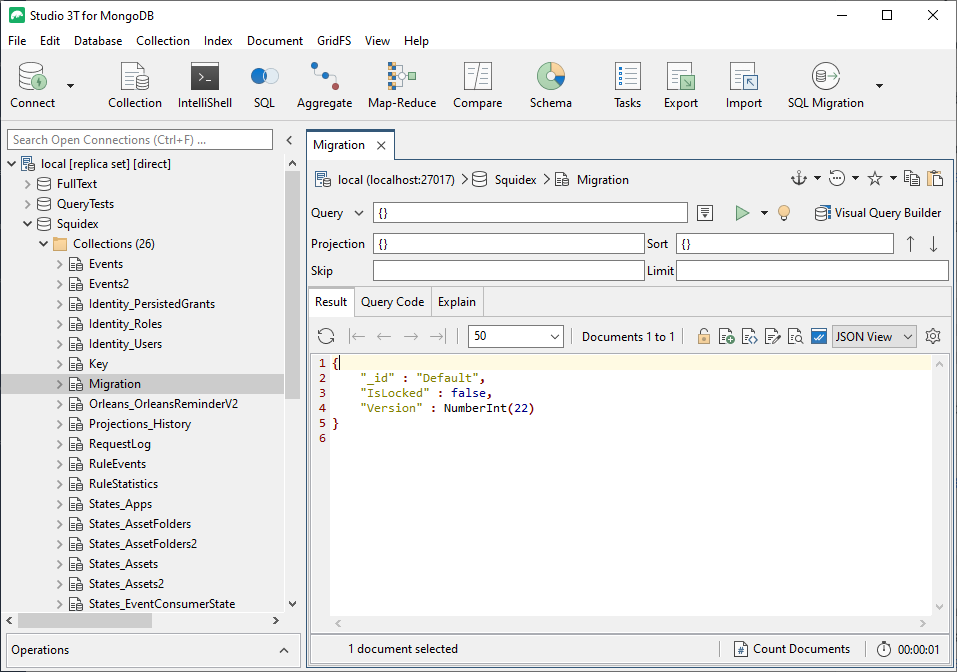 Studio 3T for MongoDB
File Edit Database Collection Index Document GridFS View Help
Connect Collection IntelliShell SQL Aggregate Map-Reduce Compare Schema Tasks Export Import SQL Migration
Search Open Connections (Ctrl+F) ...
local [replica set] [direct]
FullText
QueryTests
Squidex
Collections (26)
Events
Events2
Identity_PersistedGrants
Identity_Roles
Identity_Users
Key
Migration
Orleans_OrleansReminderV2
Projections_History
RequestLog
RuleEvents
RuleStatistics
States_Apps
States_AssetFolders
States_AssetFolders2
States_Assets
States_Assets2
States_EventConsumerState
Operations
Migration
local (localhost:27017) Squidex Migration
Query {} Visual Query Builder
Projection {} Sort {}
Skip Limit
Result Query Code Explain
50 Documents 1 to 1 JSON View
1 {
2 "_id" : "Default",
3 "IsLocked" : false,
4 "Version" : NumberInt(22)
5 }
6
1 document selected # Count Documents 00:00:01